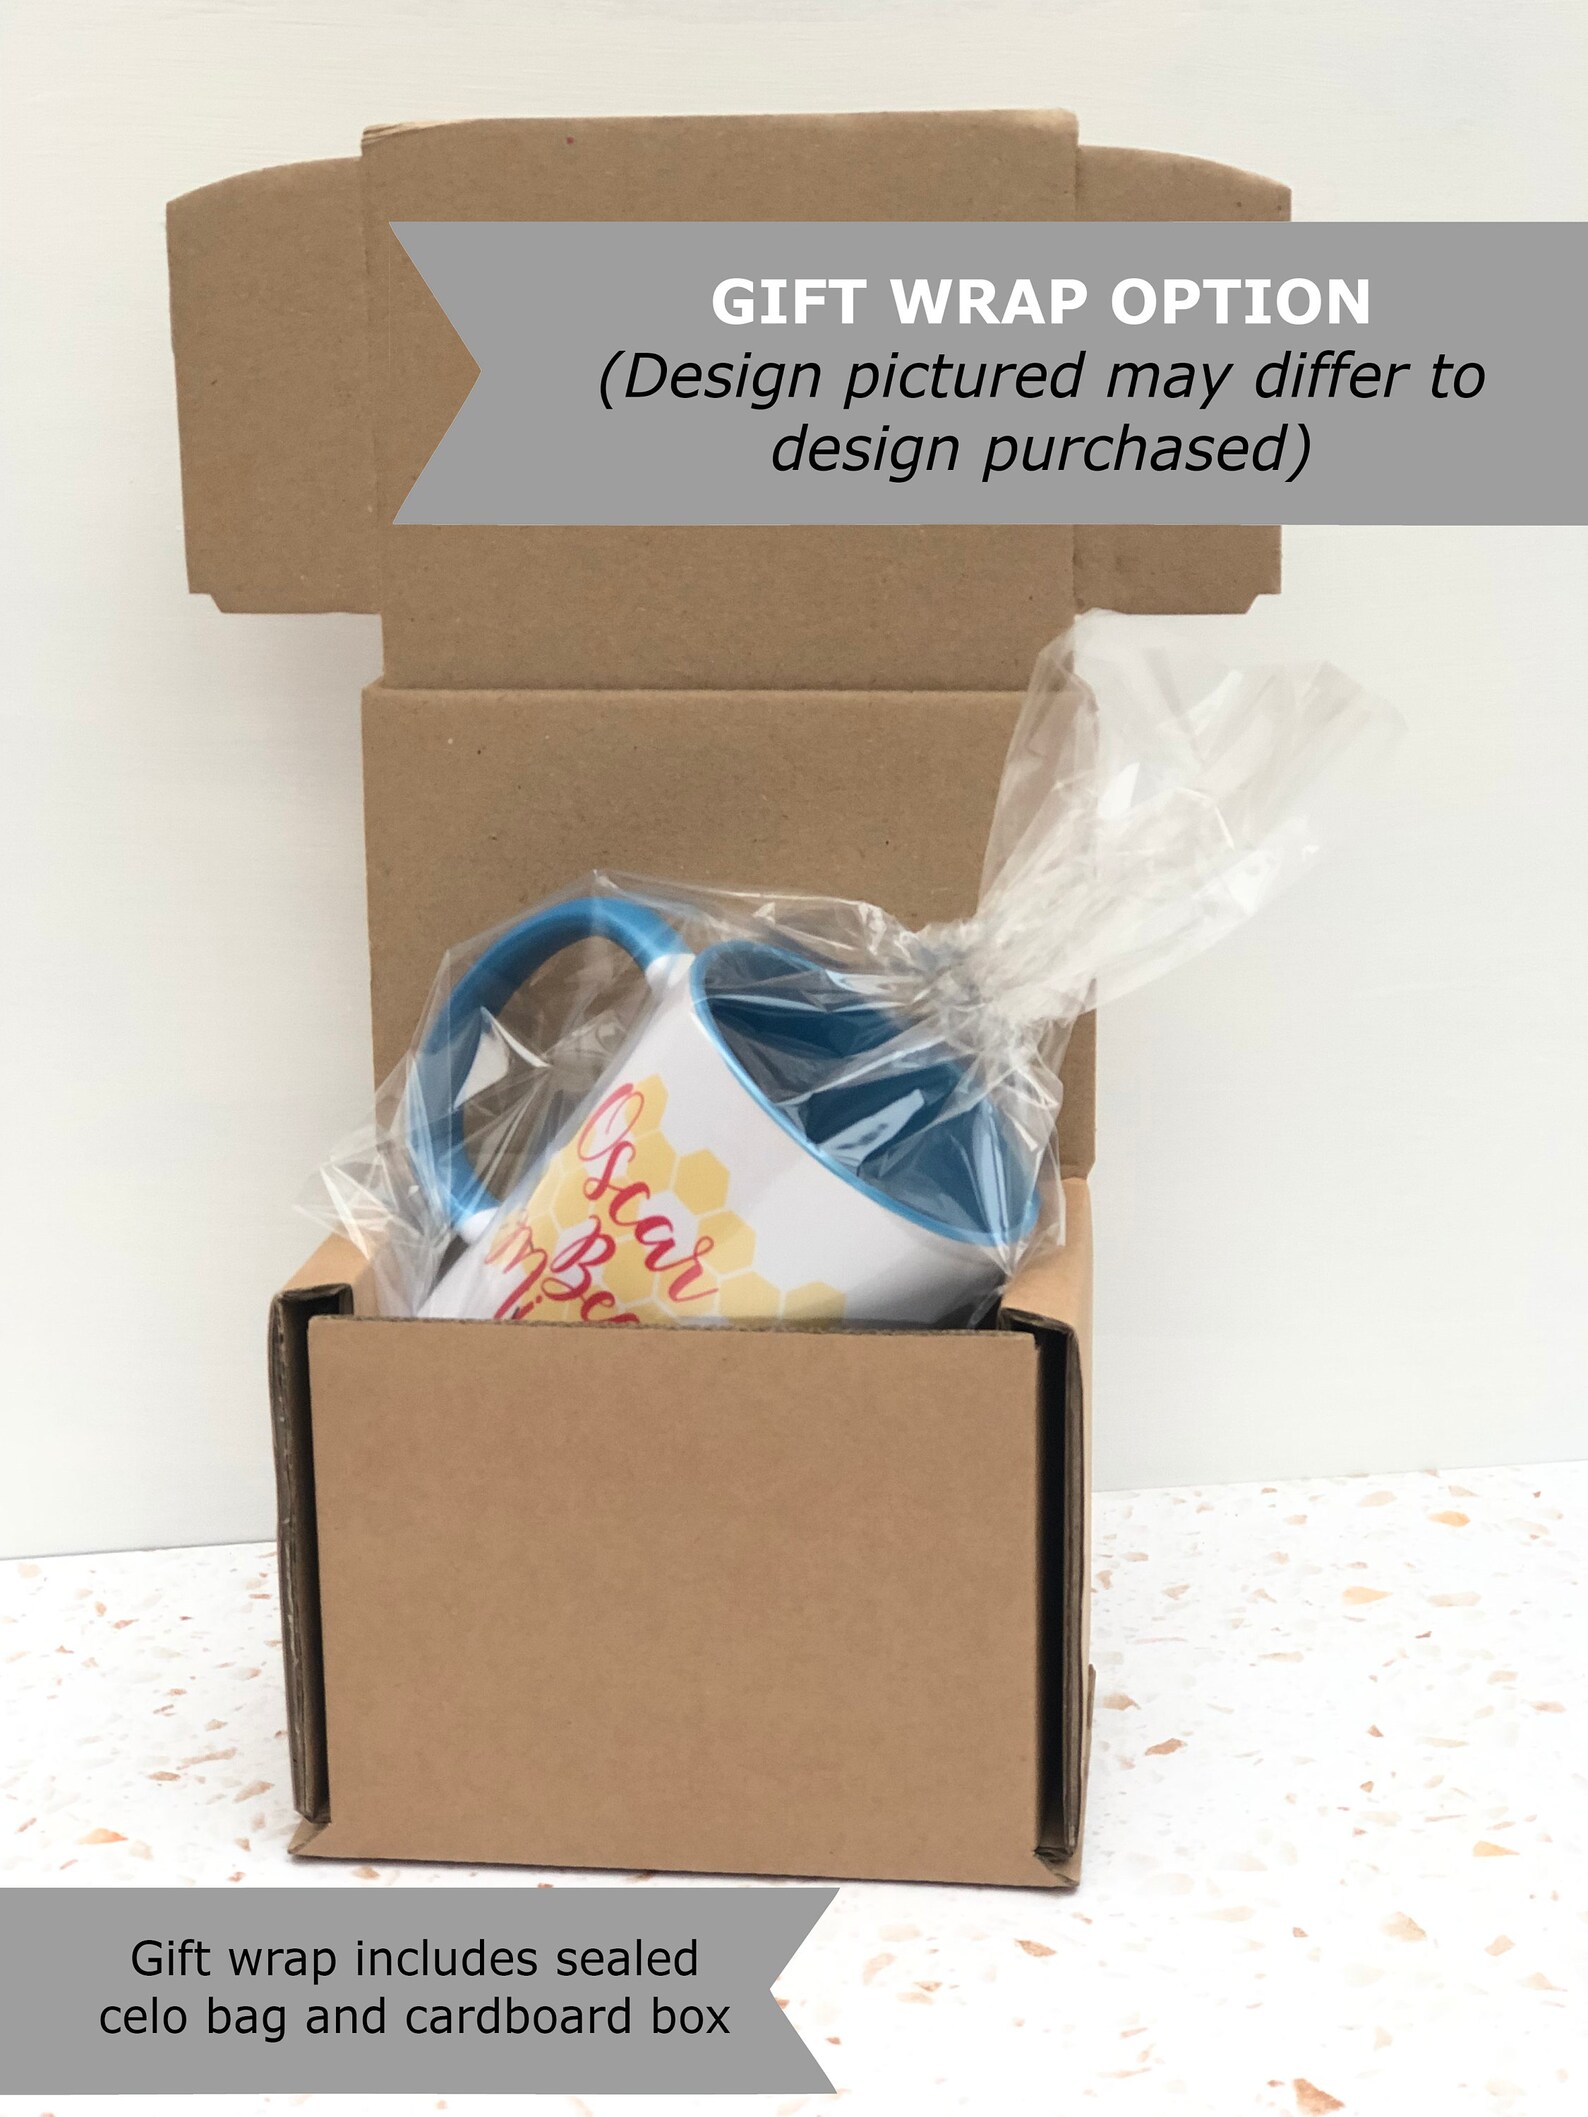 GIFT WRAP OPTION
(Design pictured may differ to
design purchased)
Oscar
Gift wrap includes sealed
celo bag and cardboard box